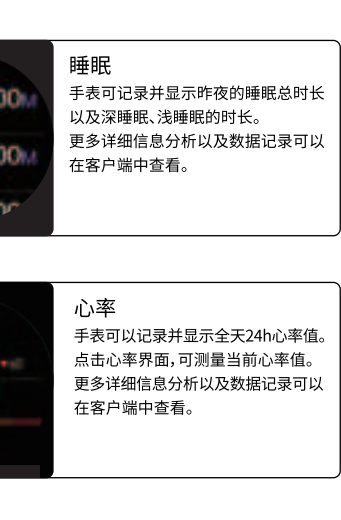 睡眠
手表可记录并显示昨夜的睡眠总时长
以及深睡眠、浅睡眠的时长。
更多详细信息分析以及数据记录可以
在客户端中查看。
心率
手表可以记录并显示全天24h心率值。
点击心率界面，可测量当前心率值。
更多详细信息分析以及数据记录可以
在客户端中查看。